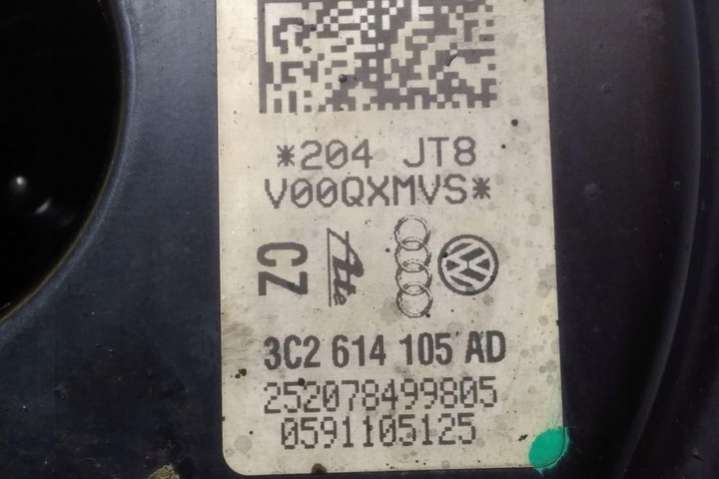 *204 JT8
V00QXMVS*
CZ
Ate
3C2 614 105 AD
252078499805
0591105125